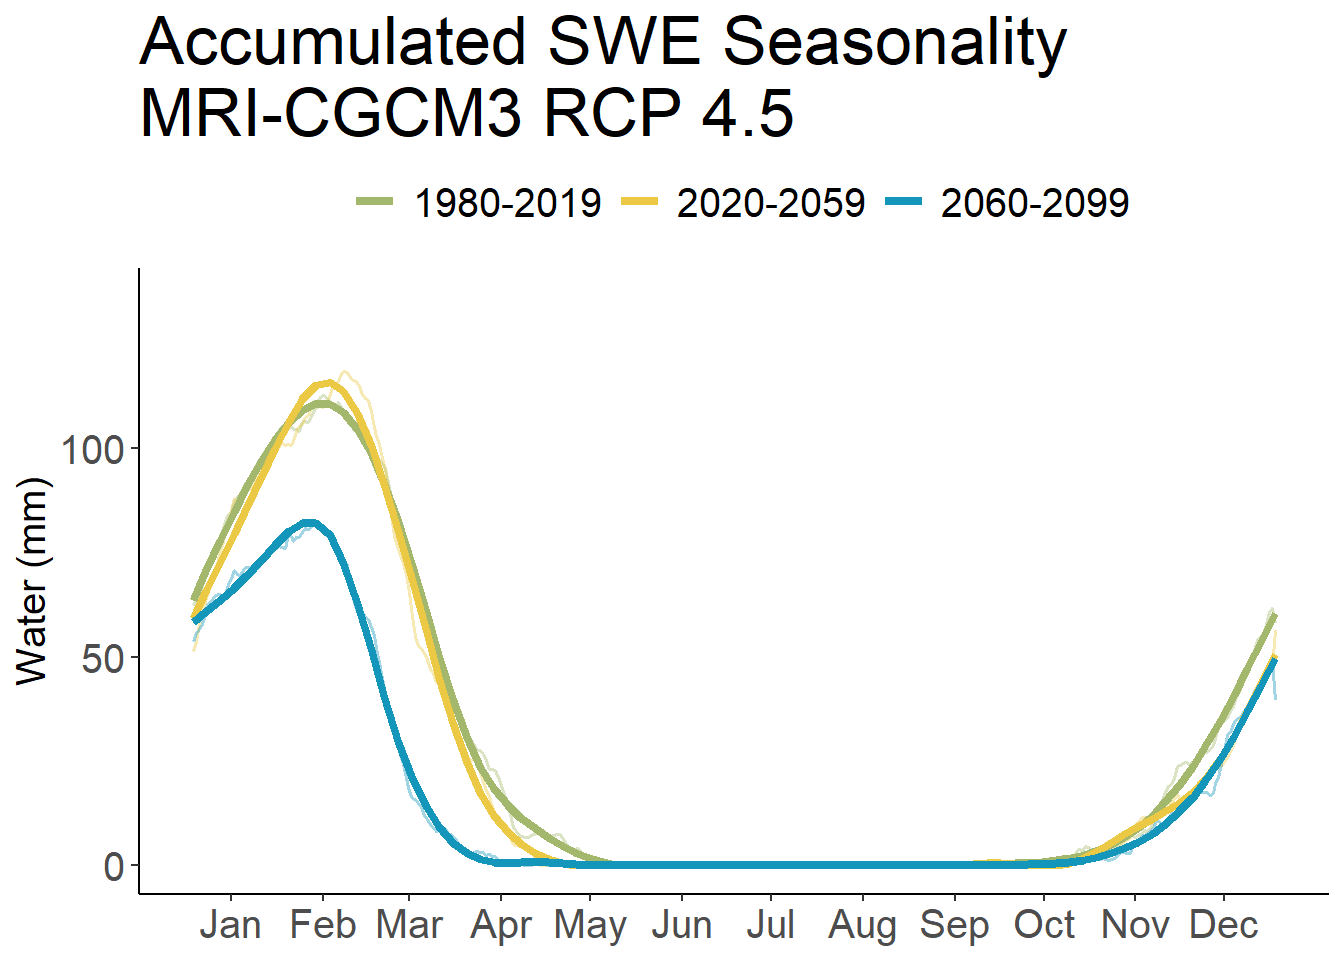 Accumulated SWE Seasonality
MRI-CGCM3 RCP 4.5
1980-2019 2020-2059 2060-2099
Water (mm)
100
50
0
Jan Feb Mar Apr May Jun Jul Aug Sep Oct Nov Dec